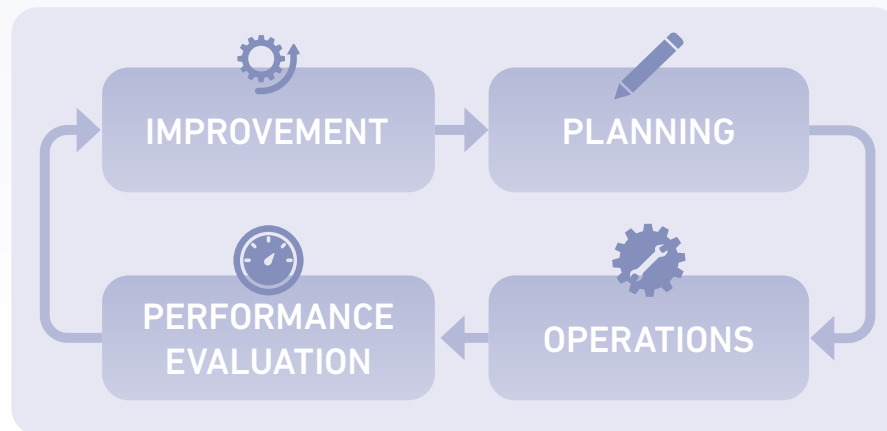 IMPROVEMENT
PLANNING
PERFORMANCE
EVALUATION
OPERATIONS